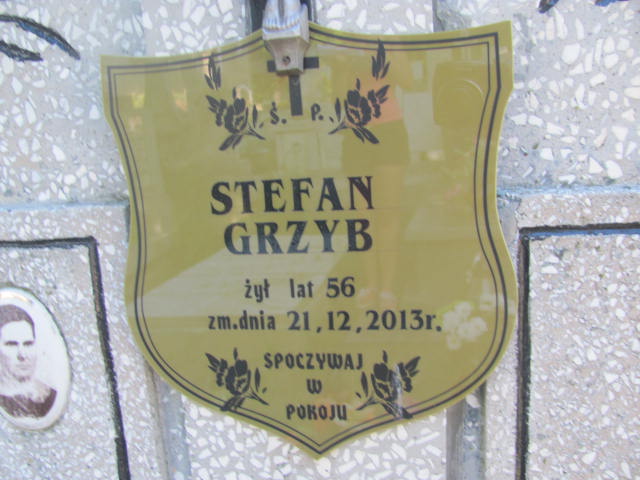 Ś. P.
STEFAN
GRZYB
żył lat 56
zm.dnia 21,12,2013r.
SPOCZYWAJ
W
POKOJU